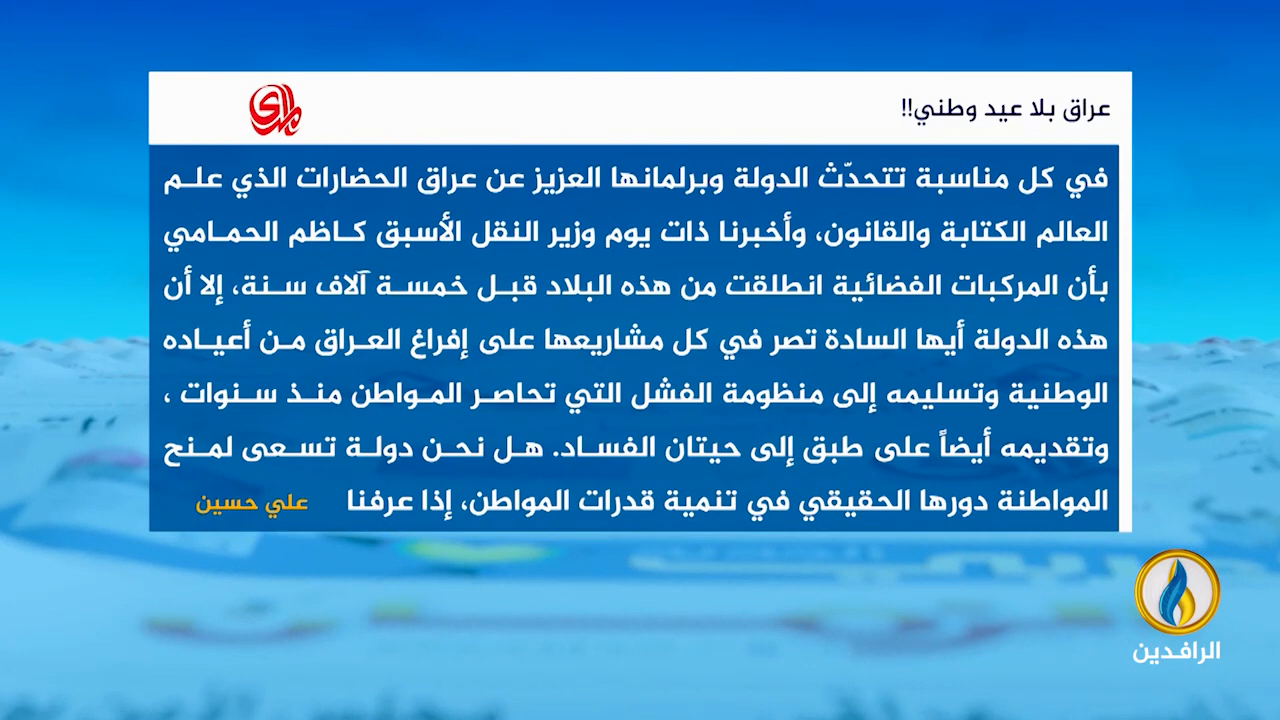 عراق بلا عيد وطني!!
المدى
في كل مناسبة تتحدّث الدولة وبرلمانها العزيز عن عراق الحضارات الذي علـم
العالم الكتابة والقانون، وأخبرنا ذات يوم وزير النقل الأسبق كـاظم الحمـامي
بأن المركبات الفضائية انطلقت من هذه البلاد قبـل خمسـة آلاف سـنة، إلا أن
هذه الدولة أيها السادة تصر في كل مشاريعها على إفراغ العـراق مـن أعيـاده
الوطنية وتسليمه إلى منظومة الفشل التي تحاصـر المـواطن منـذ سـنوات ،
وتقديمه أيضاً على طبق إلى حيتان الفساد. هـل نحـن دولـة تسـعى لمنـح
المواطنة دورها الحقيقي في تنمية قدرات المواطن، إذا عرفنا
علي حسين
الرافدين